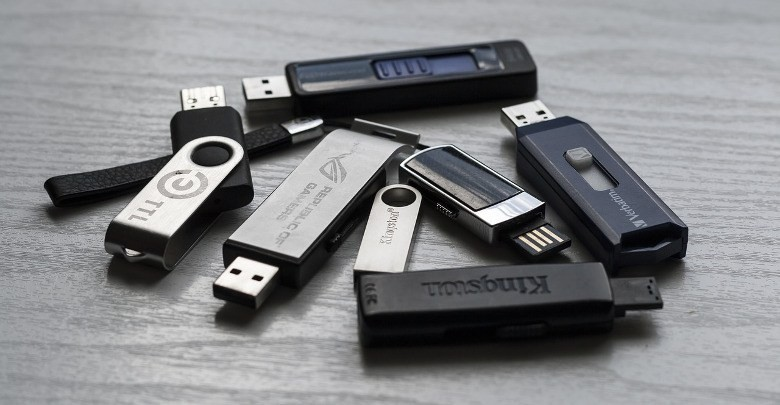 TTL
REPUBLIC OF
GAMERS
Kingston
Verbatim
Kingston